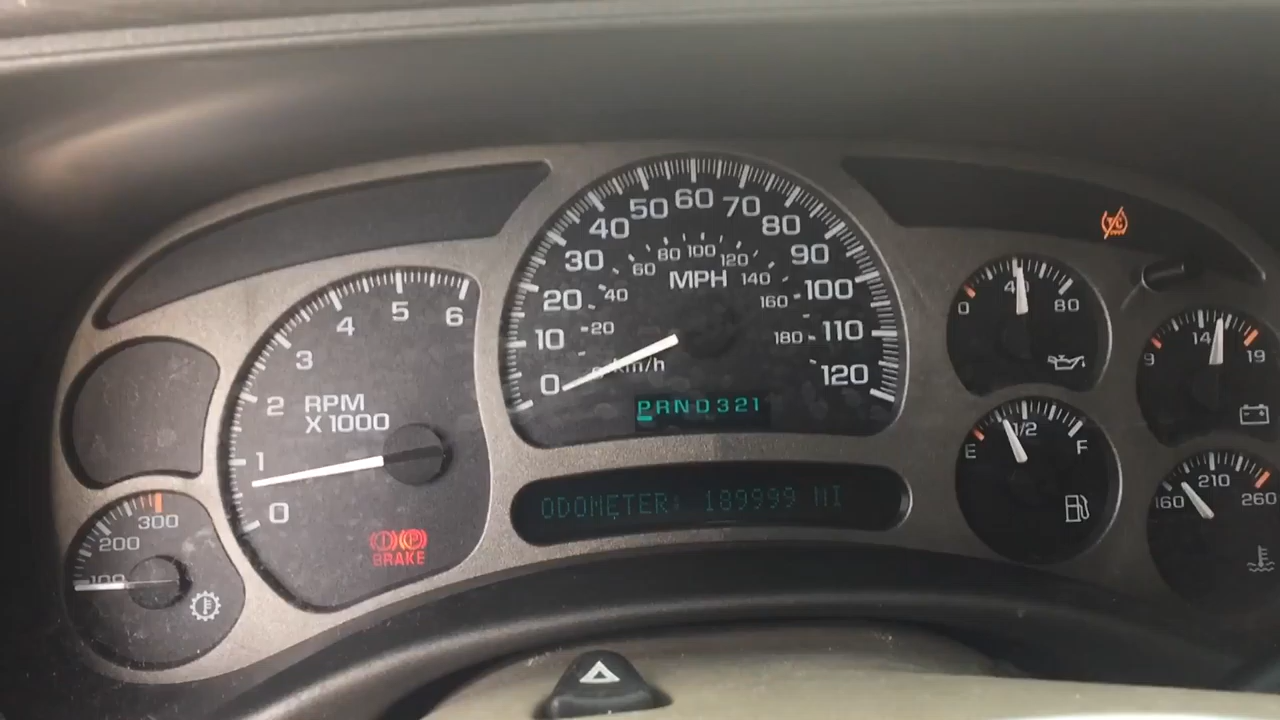 10 20 30 40 50 60 70 80 90 100 110 120
0
20 40 60 80 100 120 140 160 180
MPH
km/h
PRND321
ODOMETER: 189999 MI
0 1 2 3 4 5 6
RPM
X 1000
BRAKE
P
100 200 300
TC
0 40 80
9 14 19
E 1/2 F
160 210 260